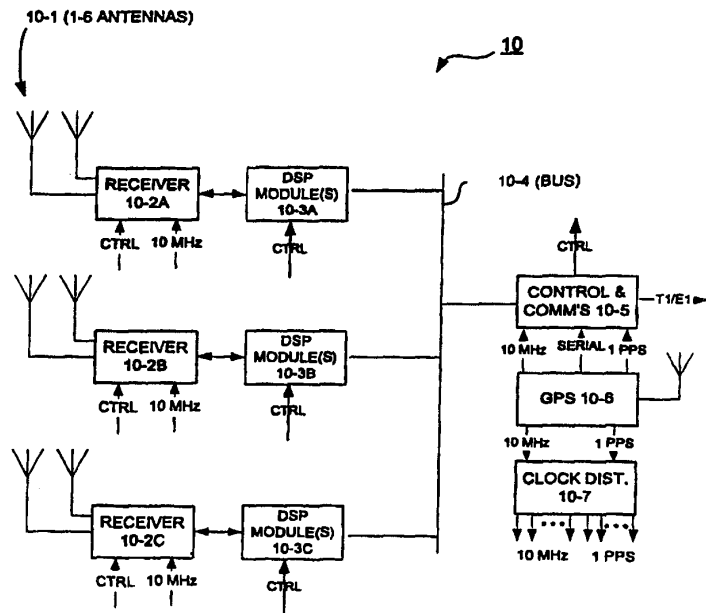 10-1 (1-6 ANTENNAS)
10
RECEIVER
10-2A
DSP
MODULE(S)
10-3A
10-4 (BUS)
CTRL
10 MHz
CTRL
CTRL
CONTROL &
COMM'S 10-5
T1/E1
10 MHz
SERIAL
1 PPS
RECEIVER
10-2B
DSP
MODULE(S)
10-3B
CTRL
10 MHz
CTRL
GPS 10-6
10 MHz
1 PPS
CLOCK DIST.
10-7
10 MHz
1 PPS
RECEIVER
10-2C
DSP
MODULE(S)
10-3C
CTRL
10 MHz
CTRL